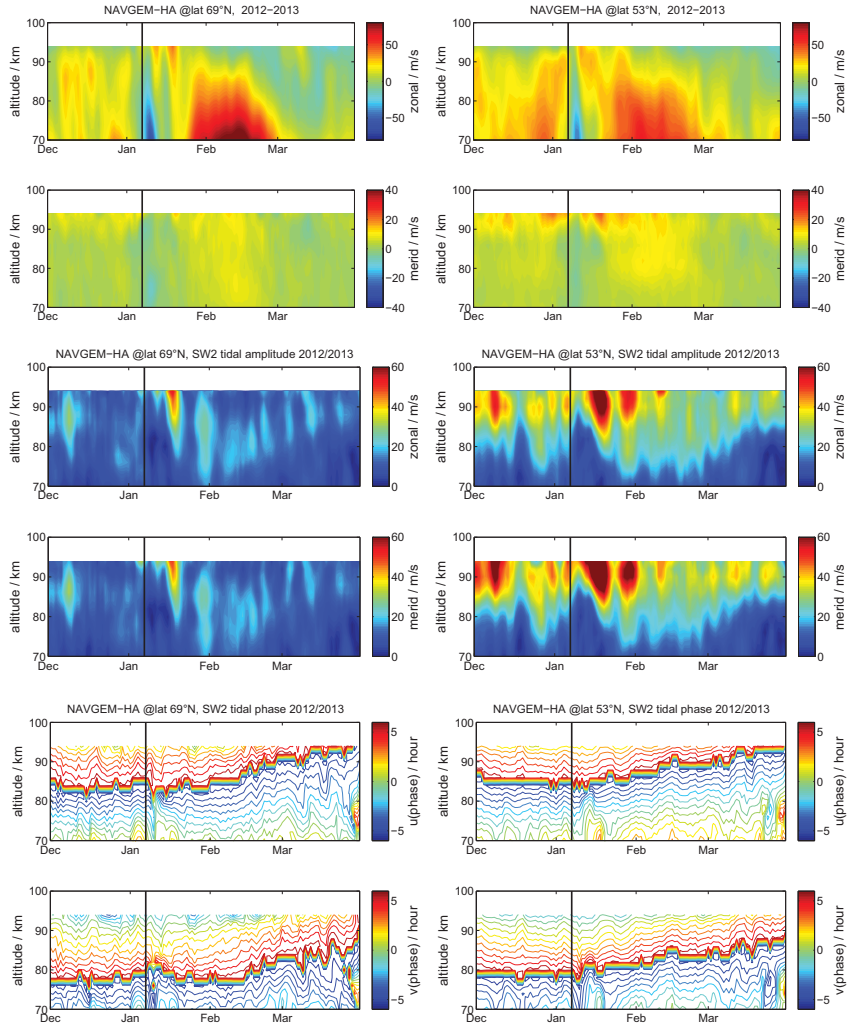 NAVGEM−HA @lat 69°N,  2012−2013
altitude / km
100
90
80
70
Dec
Jan
Feb
Mar
50
0
−50
zonal / m/s
NAVGEM−HA @lat 53°N,  2012−2013
altitude / km
100
90
80
70
Dec
Jan
Feb
Mar
50
0
−50
zonal / m/s
altitude / km
100
90
80
70
Dec
Jan
Feb
Mar
40
20
0
−20
−40
merid / m/s
altitude / km
100
90
80
70
Dec
Jan
Feb
Mar
40
20
0
−20
−40
merid / m/s
NAVGEM−HA @lat 69°N, SW2 tidal amplitude 2012/2013
altitude / km
100
90
80
70
Dec
Jan
Feb
Mar
60
40
20
0
zonal / m/s
NAVGEM−HA @lat 53°N, SW2 tidal amplitude 2012/2013
altitude / km
100
90
80
70
Dec
Jan
Feb
Mar
60
40
20
0
zonal / m/s
altitude / km
100
90
80
70
Dec
Jan
Feb
Mar
60
40
20
0
merid / m/s
altitude / km
100
90
80
70
Dec
Jan
Feb
Mar
60
40
20
0
merid / m/s
NAVGEM−HA @lat 69°N, SW2 tidal phase 2012/2013
altitude / km
100
90
80
70
Dec
Jan
Feb
Mar
5
0
−5
u(phase) / hour
NAVGEM−HA @lat 53°N, SW2 tidal phase 2012/2013
altitude / km
100
90
80
70
Dec
Jan
Feb
Mar
5
0
−5
u(phase) / hour
altitude / km
100
90
80
70
Dec
Jan
Feb
Mar
5
0
−5
v(phase) / hour
altitude / km
100
90
80
70
Dec
Jan
Feb
Mar
5
0
−5
v(phase) / hour